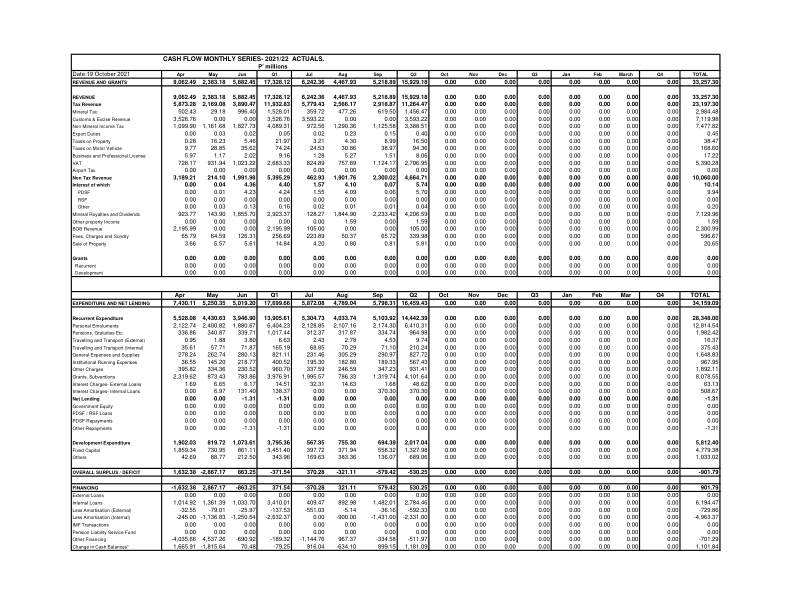 CASH FLOW MONTHLY SERIES- 2021/22 ACTUALS.
P' millions
Date:19 October 2021 Apr May June Q1 Jul Aug Sep Q2 Oct Nov Dec Q3 Jan Feb March Q4 TOTAL
REVENUE AND GRANTS 9,062.49 2,383.18 5,882.45 17,328.12 6,242.36 4,467.93 5,218.89 15,929.18 0.00 0.00 0.00 0.00 0.00 0.00 0.00 0.00 33,257.30
REVENUE 9,062.49 2,383.18 5,882.45 17,328.12 6,242.36 4,467.93 5,218.89 15,929.18 0.00 0.00 0.00 0.00 0.00 0.00 0.00 0.00 33,257.30
Tax Revenue 5,873.28 2,169.08 3,890.47 11,932.83 5,779.43 2,566.17 2,918.87 11,264.47 0.00 0.00 0.00 0.00 0.00 0.00 0.00 0.00 23,197.30
Mineral Tax 502.43 29.18 996.40 1,528.01 359.72 477.26 619.50 1,456.47 0.00 0.00 0.00 0.00 0.00 0.00 0.00 0.00 2,984.48
Customs & Excise Revenue 3,526.76 0.00 0.00 3,526.76 3,593.22 0.00 0.00 3,593.22 0.00 0.00 0.00 0.00 0.00 0.00 0.00 0.00 7,119.98
Non Mineral Income Tax 1,099.90 1,161.68 1,827.73 4,089.31 972.56 1,290.36 1,125.58 3,388.51 0.00 0.00 0.00 0.00 0.00 0.00 0.00 0.00 7,477.82
Export Duties 0.00 0.03 0.02 0.05 0.02 0.23 0.15 0.40 0.00 0.00 0.00 0.00 0.00 0.00 0.00 0.00 0.45
Taxes on Property 0.28 16.23 5.46 21.97 3.21 4.30 8.99 16.50 0.00 0.00 0.00 0.00 0.00 0.00 0.00 0.00 38.47
Taxes on Motor Vehicle 9.77 28.85 35.62 74.24 24.53 30.86 38.97 94.36 0.00 0.00 0.00 0.00 0.00 0.00 0.00 0.00 168.60
Business and Professional License 5.97 1.17 2.02 9.16 1.28 5.27 1.51 8.06 0.00 0.00 0.00 0.00 0.00 0.00 0.00 0.00 17.22
VAT 728.17 931.94 1,023.22 2,683.33 824.89 757.89 1,124.17 2,706.95 0.00 0.00 0.00 0.00 0.00 0.00 0.00 0.00 5,390.28
Airport Tax 0.00 0.00 0.00 0.00 0.00 0.00 0.00 0.00 0.00 0.00 0.00 0.00 0.00 0.00 0.00 0.00 0.00
Non Tax Revenue 3,189.21 214.10 1,991.98 5,395.29 462.93 1,901.76 2,300.02 4,664.71 0.00 0.00 0.00 0.00 0.00 0.00 0.00 0.00 10,060.00
Interest of which 0.00 0.04 4.36 4.40 1.57 4.10 0.07 5.74 0.00 0.00 0.00 0.00 0.00 0.00 0.00 0.00 10.14
PDSF 0.00 0.01 4.23 4.24 1.55 4.09 0.06 5.70 0.00 0.00 0.00 0.00 0.00 0.00 0.00 0.00 9.94
RSF 0.00 0.00 0.00 0.00 0.00 0.00 0.00 0.00 0.00 0.00 0.00 0.00 0.00 0.00 0.00 0.00 0.00
Other 0.00 0.03 0.13 0.16 0.02 0.01 0.01 0.04 0.00 0.00 0.00 0.00 0.00 0.00 0.00 0.00 0.20
Mineral Royalties and Dividends 923.77 143.90 1,855.70 2,923.37 128.27 1,844.90 2,233.42 4,206.59 0.00 0.00 0.00 0.00 0.00 0.00 0.00 0.00 7,129.96
Other property Income 0.00 0.00 0.00 0.00 0.00 1.59 0.00 1.59 0.00 0.00 0.00 0.00 0.00 0.00 0.00 0.00 1.59
BOB Revenue 2,195.99 0.00 0.00 2,195.99 105.00 0.00 0.00 105.00 0.00 0.00 0.00 0.00 0.00 0.00 0.00 0.00 2,300.99
Fees, Charges and Sundry 65.79 64.59 126.31 256.69 223.89 50.37 65.72 339.98 0.00 0.00 0.00 0.00 0.00 0.00 0.00 0.00 596.67
Sale of Property 3.66 5.57 5.61 14.84 4.20 0.80 0.81 5.81 0.00 0.00 0.00 0.00 0.00 0.00 0.00 0.00 20.65
Grants 0.00 0.00 0.00 0.00 0.00 0.00 0.00 0.00 0.00 0.00 0.00 0.00 0.00 0.00 0.00 0.00 0.00
Recurrent 0.00 0.00 0.00 0.00 0.00 0.00 0.00 0.00 0.00 0.00 0.00 0.00 0.00 0.00 0.00 0.00 0.00
Development 0.00 0.00 0.00 0.00 0.00 0.00 0.00 0.00 0.00 0.00 0.00 0.00 0.00 0.00 0.00 0.00 0.00
Apr May June Q1 Jul Aug Sep Q2 Oct Nov Dec Q3 Jan Feb Mar Q4 TOTAL
EXPENDITURE AND NET LENDING 7,430.11 5,250.35 5,019.20 17,699.66 5,872.08 4,789.04 5,798.31 16,459.43 0.00 0.00 0.00 0.00 0.00 0.00 0.00 0.00 34,159.09
Recurrent Expenditure 5,528.08 4,430.63 3,946.90 13,905.61 5,304.73 4,033.74 5,103.92 14,442.39 0.00 0.00 0.00 0.00 0.00 0.00 0.00 0.00 28,348.00
Personal Emoluments 2,122.74 2,400.82 1,880.67 6,404.23 2,128.85 2,107.16 2,174.30 6,410.31 0.00 0.00 0.00 0.00 0.00 0.00 0.00 0.00 12,814.54
Pensions, Gratuities Etc. 336.86 340.87 339.71 1,017.44 312.37 317.87 334.74 964.98 0.00 0.00 0.00 0.00 0.00 0.00 0.00 0.00 1,982.42
Travelling and Transport (External) 0.95 1.88 3.80 6.63 2.43 2.78 4.53 9.74 0.00 0.00 0.00 0.00 0.00 0.00 0.00 0.00 16.37
Travelling and Transport (Internal) 35.61 57.71 71.87 165.19 68.85 70.29 71.10 210.24 0.00 0.00 0.00 0.00 0.00 0.00 0.00 0.00 375.43
General Expenses and Supplies 278.24 262.74 280.13 821.11 231.46 305.29 290.97 827.72 0.00 0.00 0.00 0.00 0.00 0.00 0.00 0.00 1,648.83
Institutional Running Expenses 36.55 145.20 218.77 400.52 195.30 182.80 189.33 567.43 0.00 0.00 0.00 0.00 0.00 0.00 0.00 0.00 967.95
Other Charges 395.82 334.36 230.52 960.70 337.59 246.59 347.23 931.41 0.00 0.00 0.00 0.00 0.00 0.00 0.00 0.00 1,892.11
Grants, Subventions 2,319.62 873.43 783.86 3,976.91 1,995.57 786.33 1,319.74 4,101.64 0.00 0.00 0.00 0.00 0.00 0.00 0.00 0.00 8,078.55
Interest Charges- External Loans 1.69 6.65 6.17 14.51 32.31 14.63 1.68 48.62 0.00 0.00 0.00 0.00 0.00 0.00 0.00 0.00 63.13
Interest Charges- Internal Loans 0.00 6.97 131.40 138.37 0.00 0.00 370.30 370.30 0.00 0.00 0.00 0.00 0.00 0.00 0.00 0.00 508.67
Net Lending 0.00 0.00 -1.31 -1.31 0.00 0.00 0.00 0.00 0.00 0.00 0.00 0.00 0.00 0.00 0.00 0.00 -1.31
Government Equity 0.00 0.00 0.00 0.00 0.00 0.00 0.00 0.00 0.00 0.00 0.00 0.00 0.00 0.00 0.00 0.00 0.00
PDSF / RSF Loans 0.00 0.00 0.00 0.00 0.00 0.00 0.00 0.00 0.00 0.00 0.00 0.00 0.00 0.00 0.00 0.00 0.00
PDSF Repayments 0.00 0.00 0.00 0.00 0.00 0.00 0.00 0.00 0.00 0.00 0.00 0.00 0.00 0.00 0.00 0.00 0.00
Other Repayments 0.00 0.00 -1.31 -1.31 0.00 0.00 0.00 0.00 0.00 0.00 0.00 0.00 0.00 0.00 0.00 0.00 -1.31
Development Expenditure 1,902.03 819.72 1,073.61 3,795.36 567.35 755.30 694.39 2,017.04 0.00 0.00 0.00 0.00 0.00 0.00 0.00 0.00 5,812.40
Fixed Capital 1,859.34 730.95 861.11 3,451.40 397.72 371.94 558.32 1,327.98 0.00 0.00 0.00 0.00 0.00 0.00 0.00 0.00 4,779.38
Others 42.69 88.77 212.50 343.96 169.63 383.36 136.07 689.06 0.00 0.00 0.00 0.00 0.00 0.00 0.00 0.00 1,033.02
OVERALL SURPLUS / DEFICIT 1,632.38 -2,867.17 863.25 -371.54 370.28 -321.11 -579.42 -530.25 0.00 0.00 0.00 0.00 0.00 0.00 0.00 0.00 -901.79
FINANCING -1,632.38 2,867.17 -863.25 371.54 -370.28 321.11 579.42 530.25 0.00 0.00 0.00 0.00 0.00 0.00 0.00 0.00 901.79
External Loans 0.00 0.00 0.00 0.00 0.00 0.00 0.00 0.00 0.00 0.00 0.00 0.00 0.00 0.00 0.00 0.00 0.00
Internal Loans 1,014.92 1,361.39 1,033.70 3,410.01 409.47 892.98 1,482.01 2,784.46 0.00 0.00 0.00 0.00 0.00 0.00 0.00 0.00 6,194.47
Less Amortisation (External) -32.55 -79.01 -25.97 -137.53 -551.03 -5.14 -36.16 -592.33 0.00 0.00 0.00 0.00 0.00 0.00 0.00 0.00 -729.86
Less Amortisation (Internal) -245.00 -1,136.83 -1,250.54 -2,632.37 0.00 -900.00 -1,431.00 -2,331.00 0.00 0.00 0.00 0.00 0.00 0.00 0.00 0.00 -4,963.37
IMF Transactions 0.00 0.00 0.00 0.00 0.00 0.00 0.00 0.00 0.00 0.00 0.00 0.00 0.00 0.00 0.00 0.00 0.00
Pension Liability Service Fund 0.00 0.00 0.00 0.00 0.00 0.00 0.00 0.00 0.00 0.00 0.00 0.00 0.00 0.00 0.00 0.00 0.00
Other Financing -4,035.66 4,537.26 -690.92 -189.32 -1,144.76 967.37 -334.58 -511.97 0.00 0.00 0.00 0.00 0.00 0.00 0.00 0.00 -701.29
Change in Cash Balances* 1,665.91 -1,815.64 70.48 -79.25 916.04 -634.10 899.15 1,181.09 0.00 0.00 0.00 0.00 0.00 0.00 0.00 0.00 1,101.84